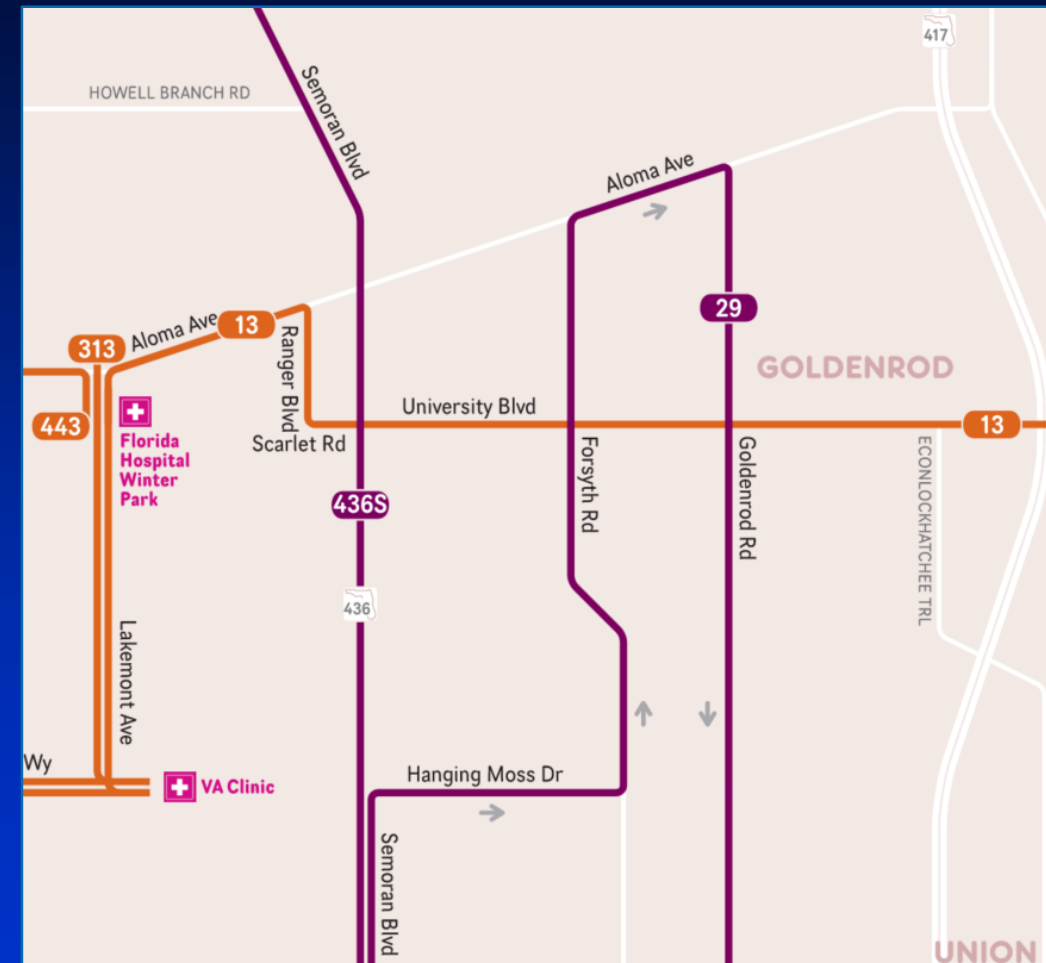 417
HOWELL BRANCH RD
Semoran Blvd
Aloma Ave
29
313
Aloma Ave
13
Ranger Blvd
GOLDENROD
443
University Blvd
13
Florida
Hospital
Winter
Park
Scarlet Rd
Forsyth Rd
Goldenrod Rd
ECONLOCKHATCHEE TRL
436S
436
Lakemont Ave
Wy
VA Clinic
Hanging Moss Dr
Semoran Blvd
UNION